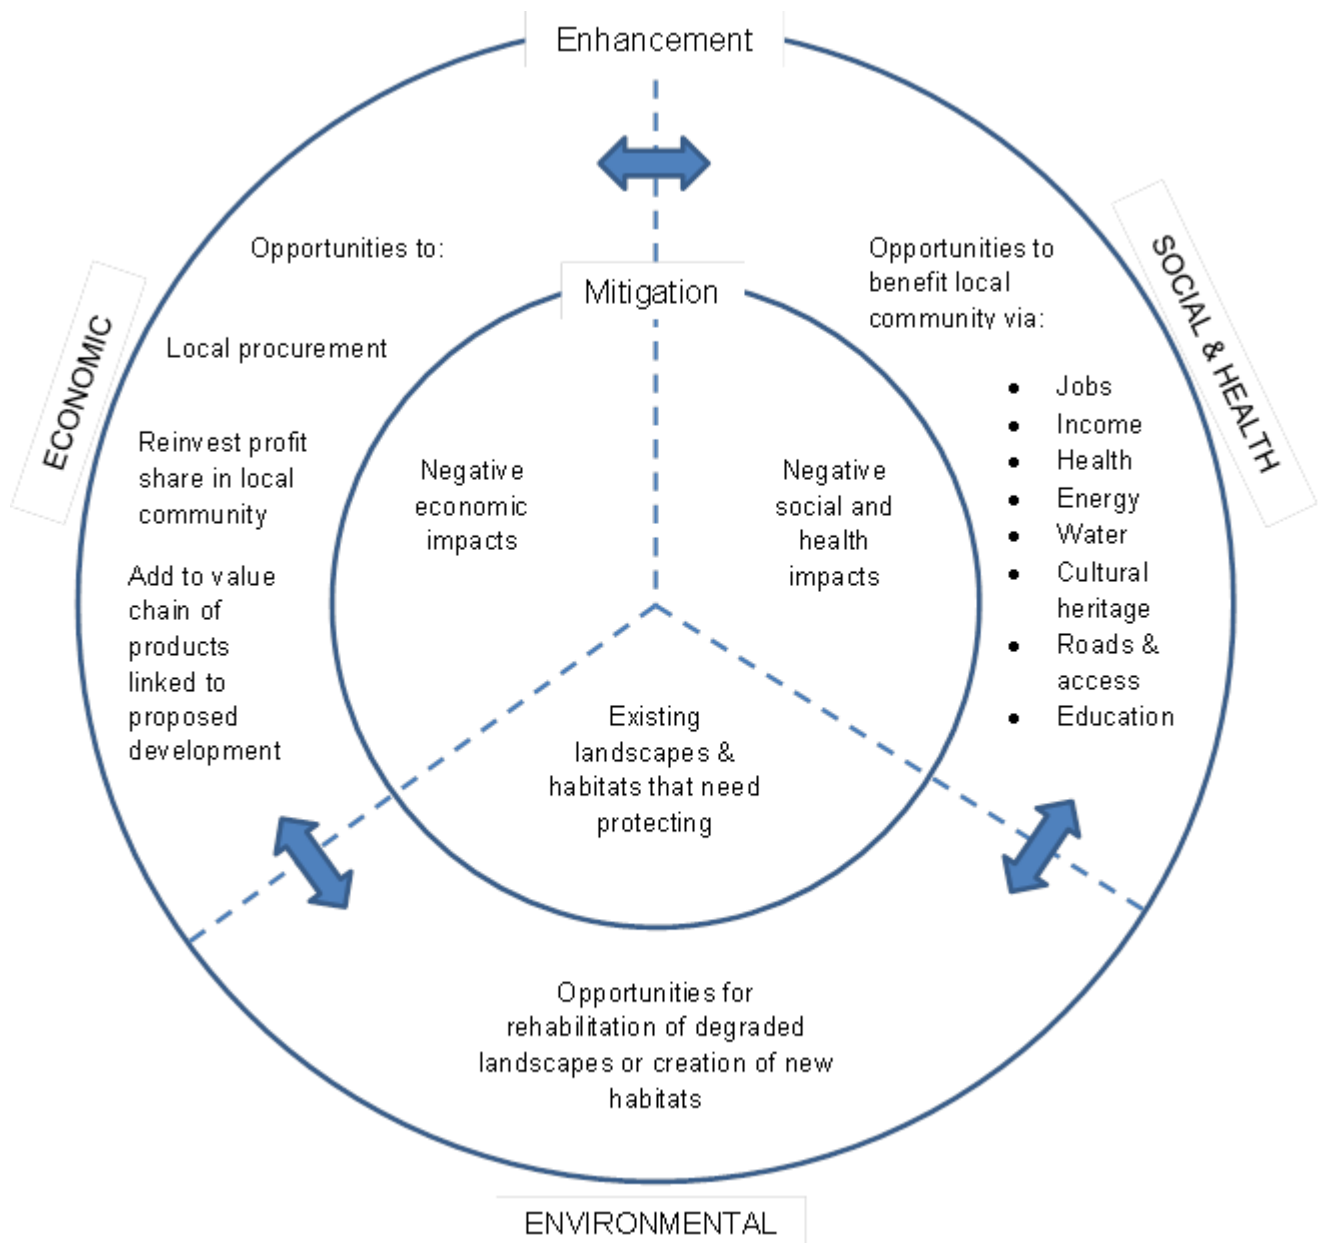 Enhancement
Opportunities to:
Local procurement
Reinvest profit
share in local
community
Add to value
chain of
products
linked to
proposed
development
ECONOMIC
Mitigation
Negative
economic
impacts
Negative
social and
health
impacts
Existing
landscapes &
habitats that need
protecting
Opportunities to
benefit local
community via:
• Jobs
• Income
• Health
• Energy
• Water
• Cultural
heritage
• Roads &
access
• Education
SOCIAL & HEALTH
Opportunities for
rehabilitation of degraded
landscapes or creation of new
habitats
ENVIRONMENTAL